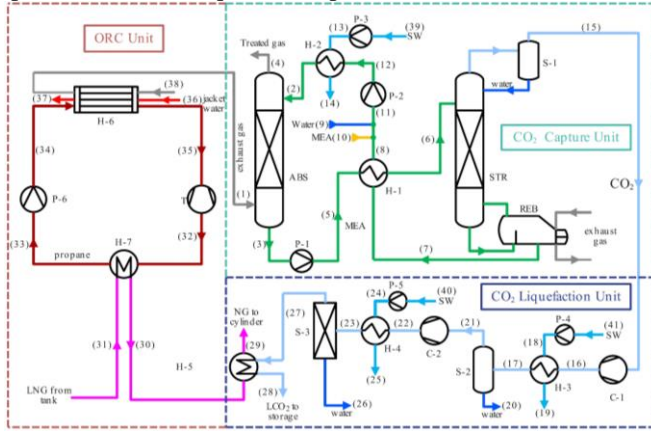 ORC Unit
(37)
(38)
(36)
jacket
water
H-6
(34)
(35)
P-6
T
(33)
propane
(32)
H-7
(31)
(30)
LNG from
tank
Treated gas
(4)
(13)
P-3
(39)
SW
H-2
(2)
(12)
(14)
P-2
(11)
Water(9)
MEA(10)
(8)
exhaust gas
ABS
(1)
H-1
(5)
(6)
(3)
P-1
MEA
(7)
(15)
S-1
water
CO2 Capture Unit
STR
REB
CO2
exhaust
gas
CO2 Liquefaction Unit
NG to
cylinder
(27)
(24)
P-5
(40)
SW
S-3
(23)
(22)
(21)
H-4
C-2
(29)
H-5
(28)
LCO2 to
storage
(25)
(26)
water
P-4
(41)
SW
(18)
S-2
(17)
(16)
H-3
C-1
(20)
water
(19)